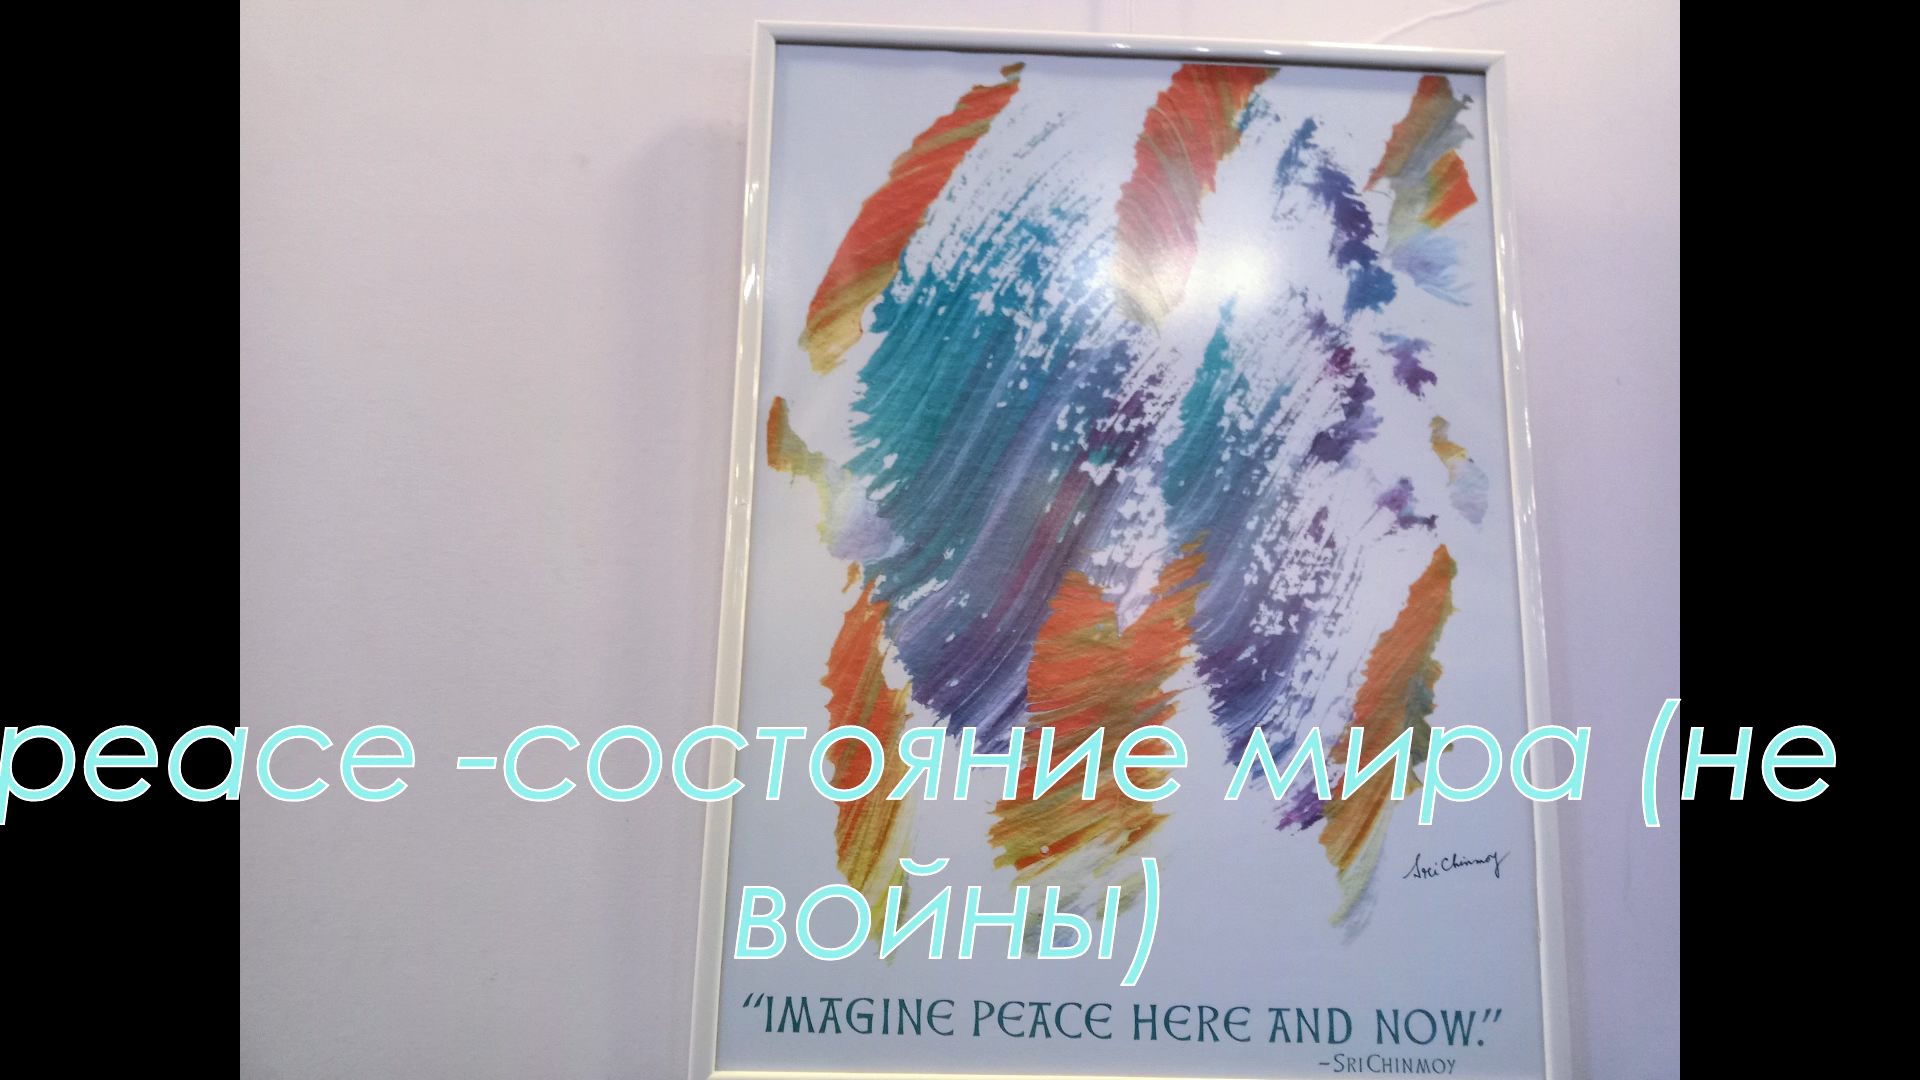 peace -состояние мира (не
войны)
Sri Chinmoy
“IMAGINE PEACE HERE AND NOW.”
~SRI CHINMOY